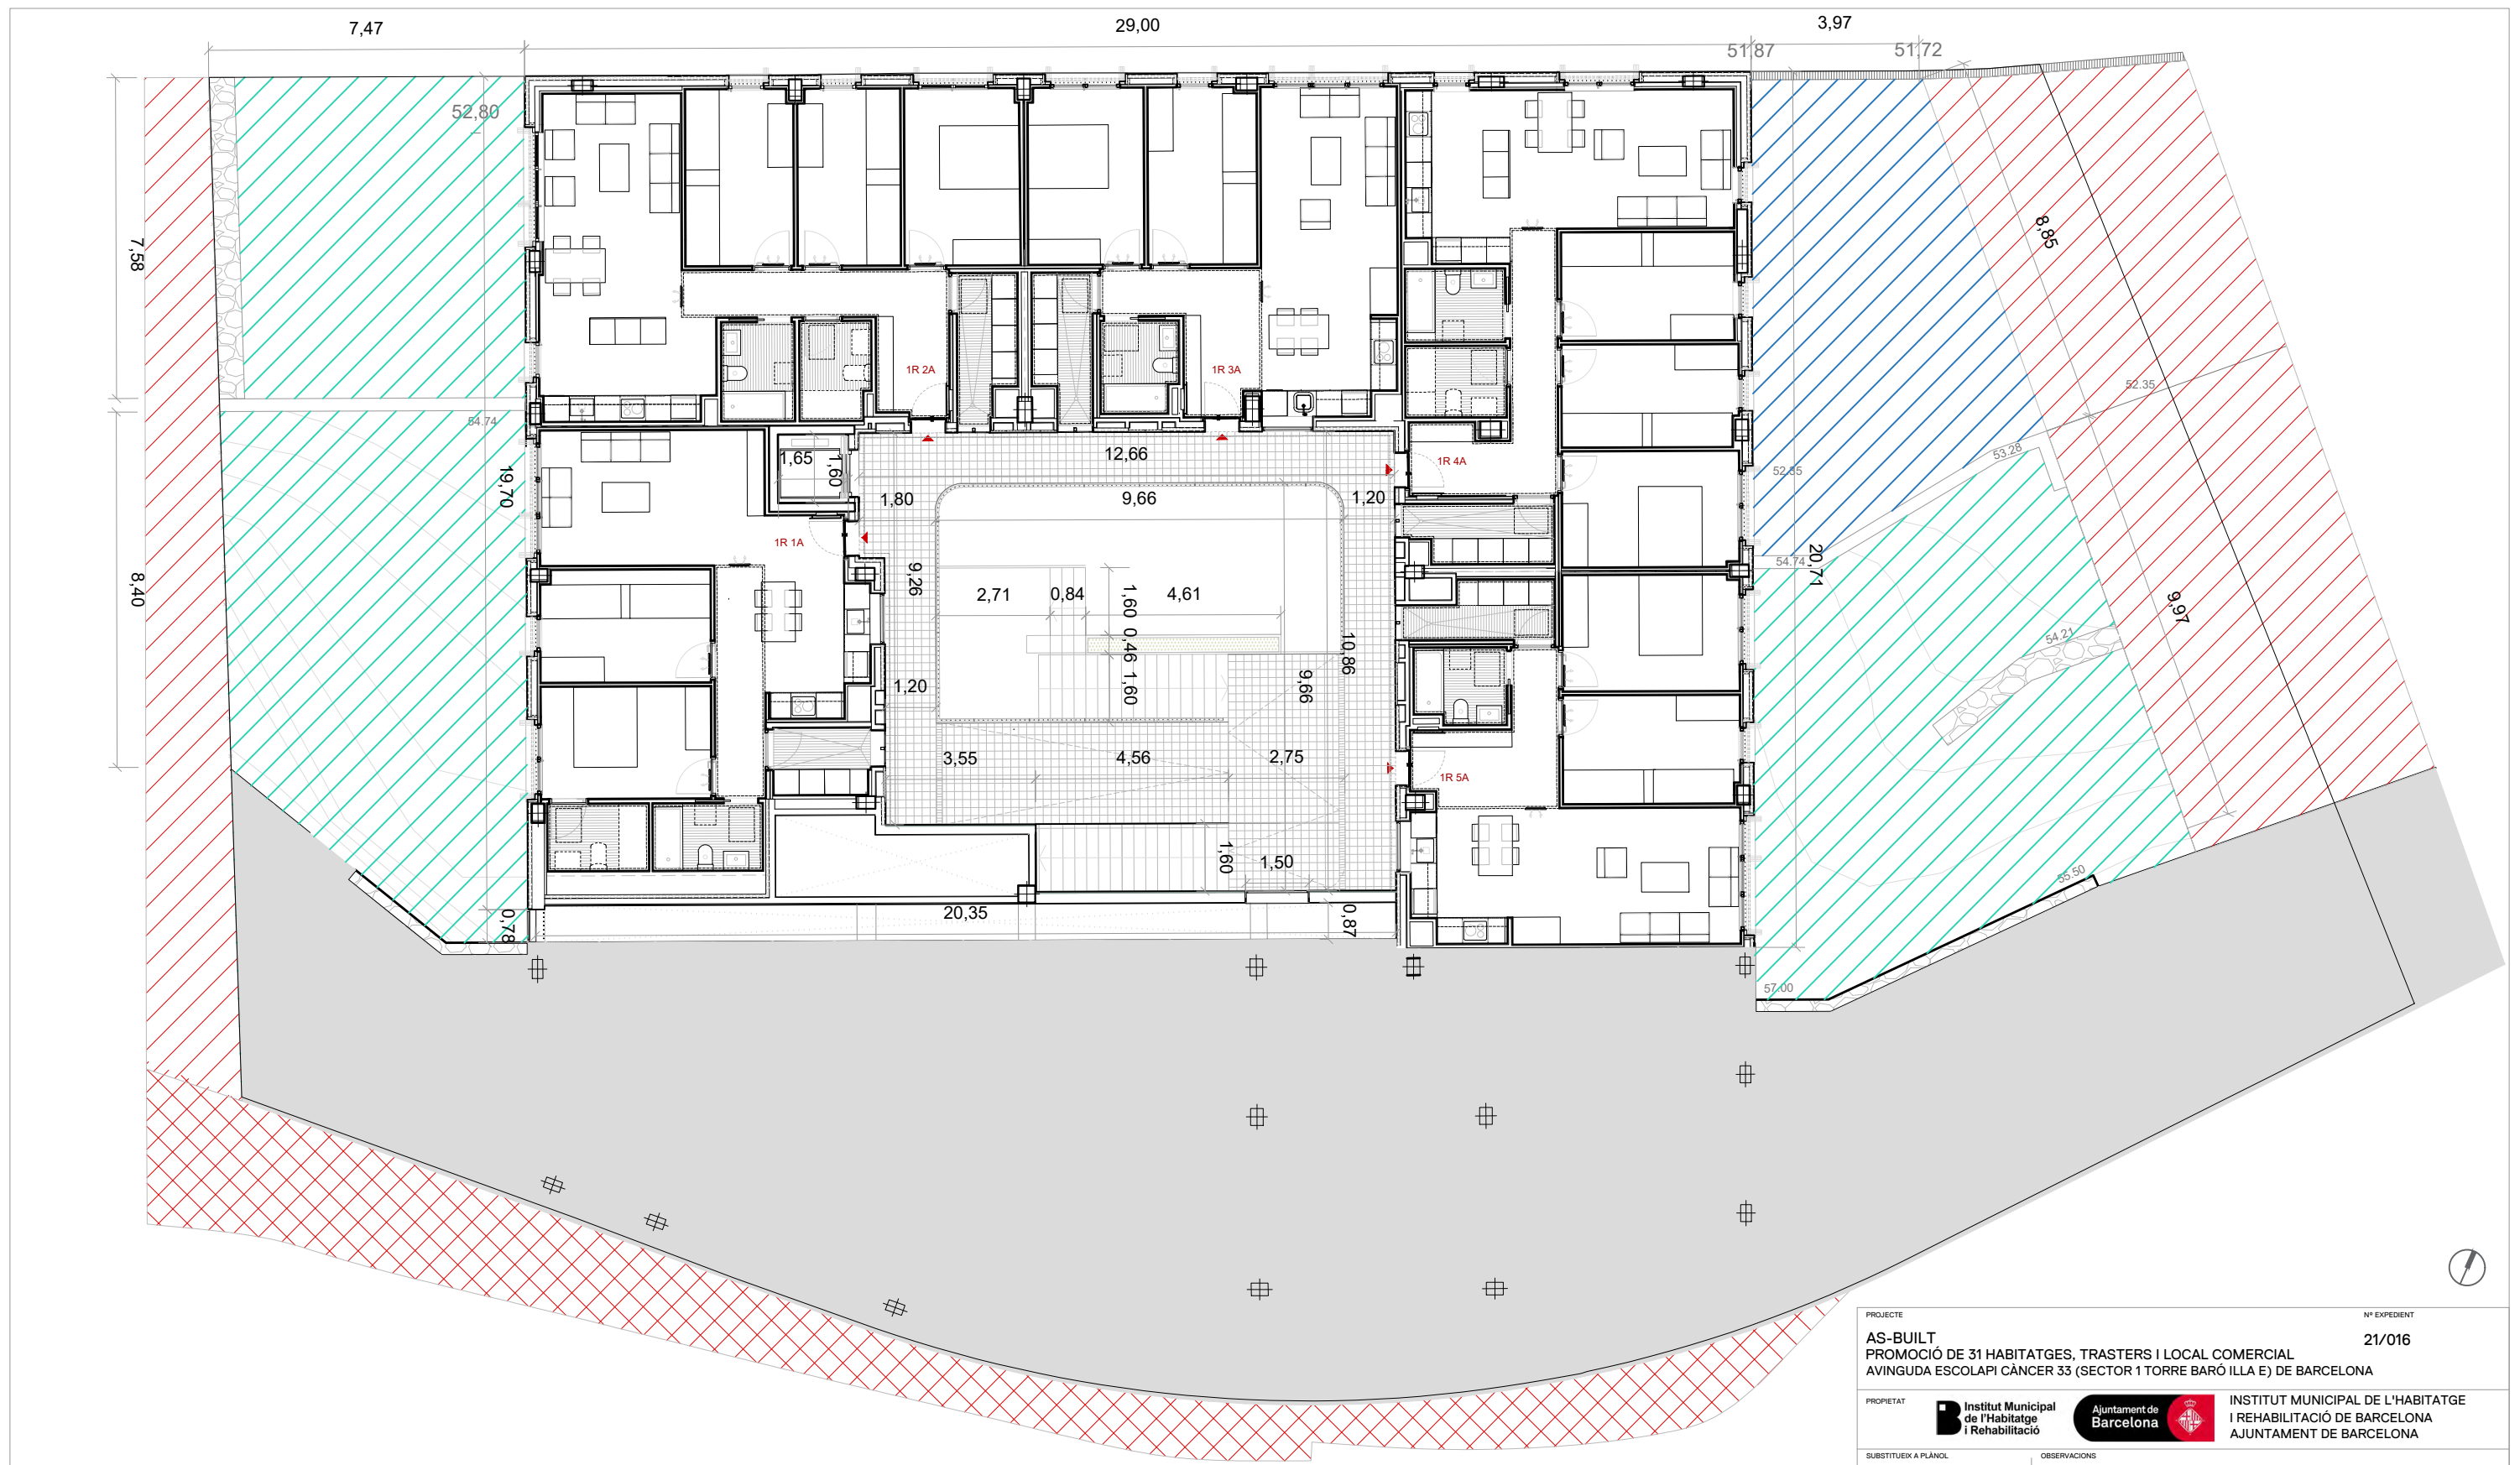 7,47
29,00
3,97
51,87
51,72
52,80
7,58
8,85
1R 2A
1R 3A
52.35
54.74
12,66
1R 4A
53.28
1,65
1,60
52.35
19,70
1,80
9,66
1,20
1R 1A
54.74
20,71
8,40
9,26
2,71
0,84
1,60
4,61
9,97
0,46
10,86
54.21
1,20
1,60
9,66
3,55
4,56
2,75
1R 5A
1,60
1,50
55.50
0,78
20,35
0,87
57.00
PROJECTE
Nº EXPEDIENT
AS-BUILT
21/016
PROMOCIÓ DE 31 HABITATGES, TRASTERS I LOCAL COMERCIAL
AVINGUDA ESCOLAPI CÀNCER 33 (SECTOR 1 TORRE BARÓ ILLA E) DE BARCELONA
PROPIETAT
Institut Municipal
de l'Habitatge
i Rehabilitació
Ajuntament de
Barcelona
INSTITUT MUNICIPAL DE L'HABITATGE
I REHABILITACIÓ DE BARCELONA
AJUNTAMENT DE BARCELONA
SUBSTITUEIX A PLÀNOL
OBSERVACIONS